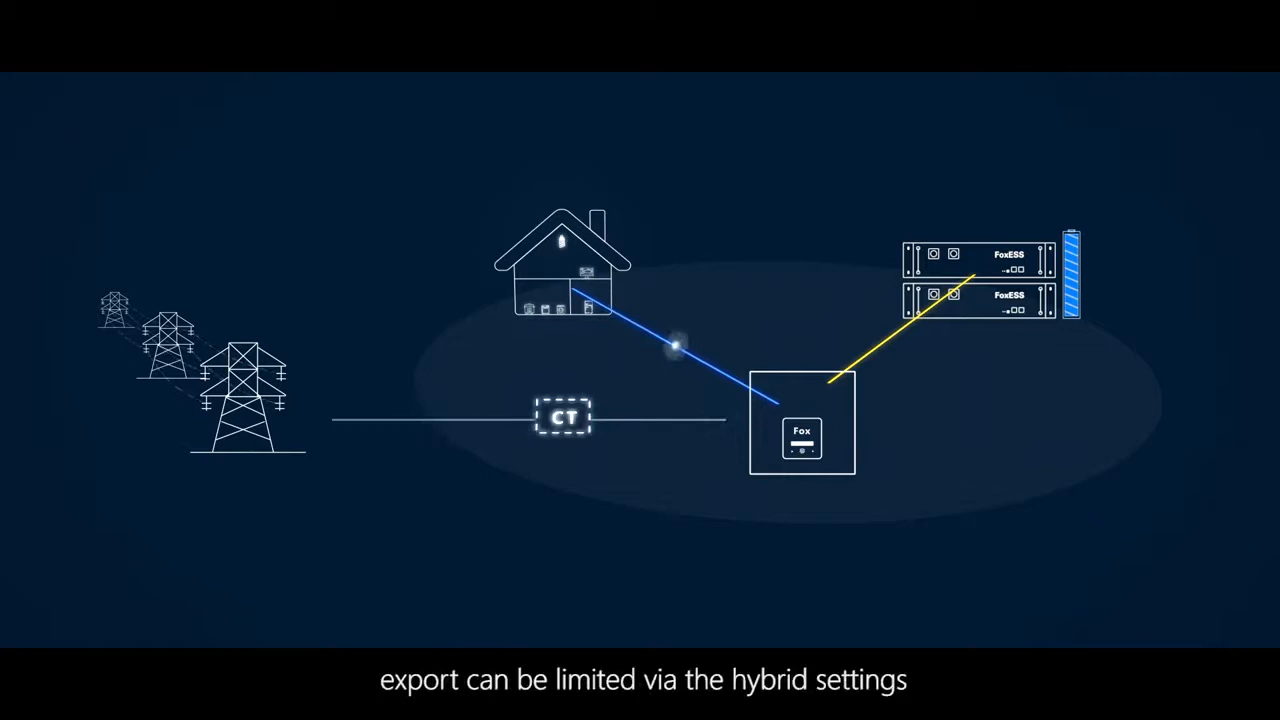 FoxESS
FoxESS
CT
Fox
export can be limited via the hybrid settings